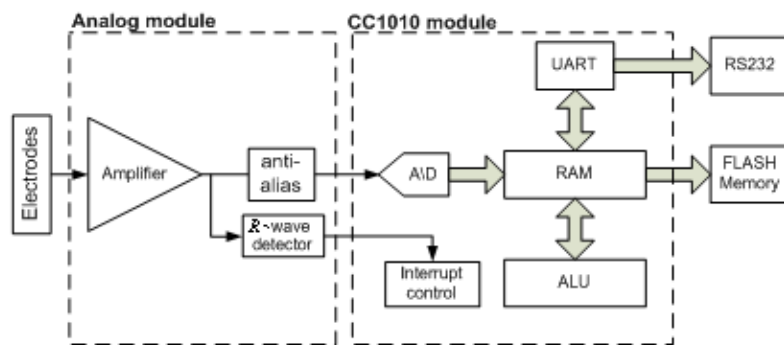 Analog module
CC1010 module
UART
RS232
Electrodes
Amplifier
anti-
alias
A\D
RAM
FLASH
Memory
R-wave
detector
Interrupt
control
ALU